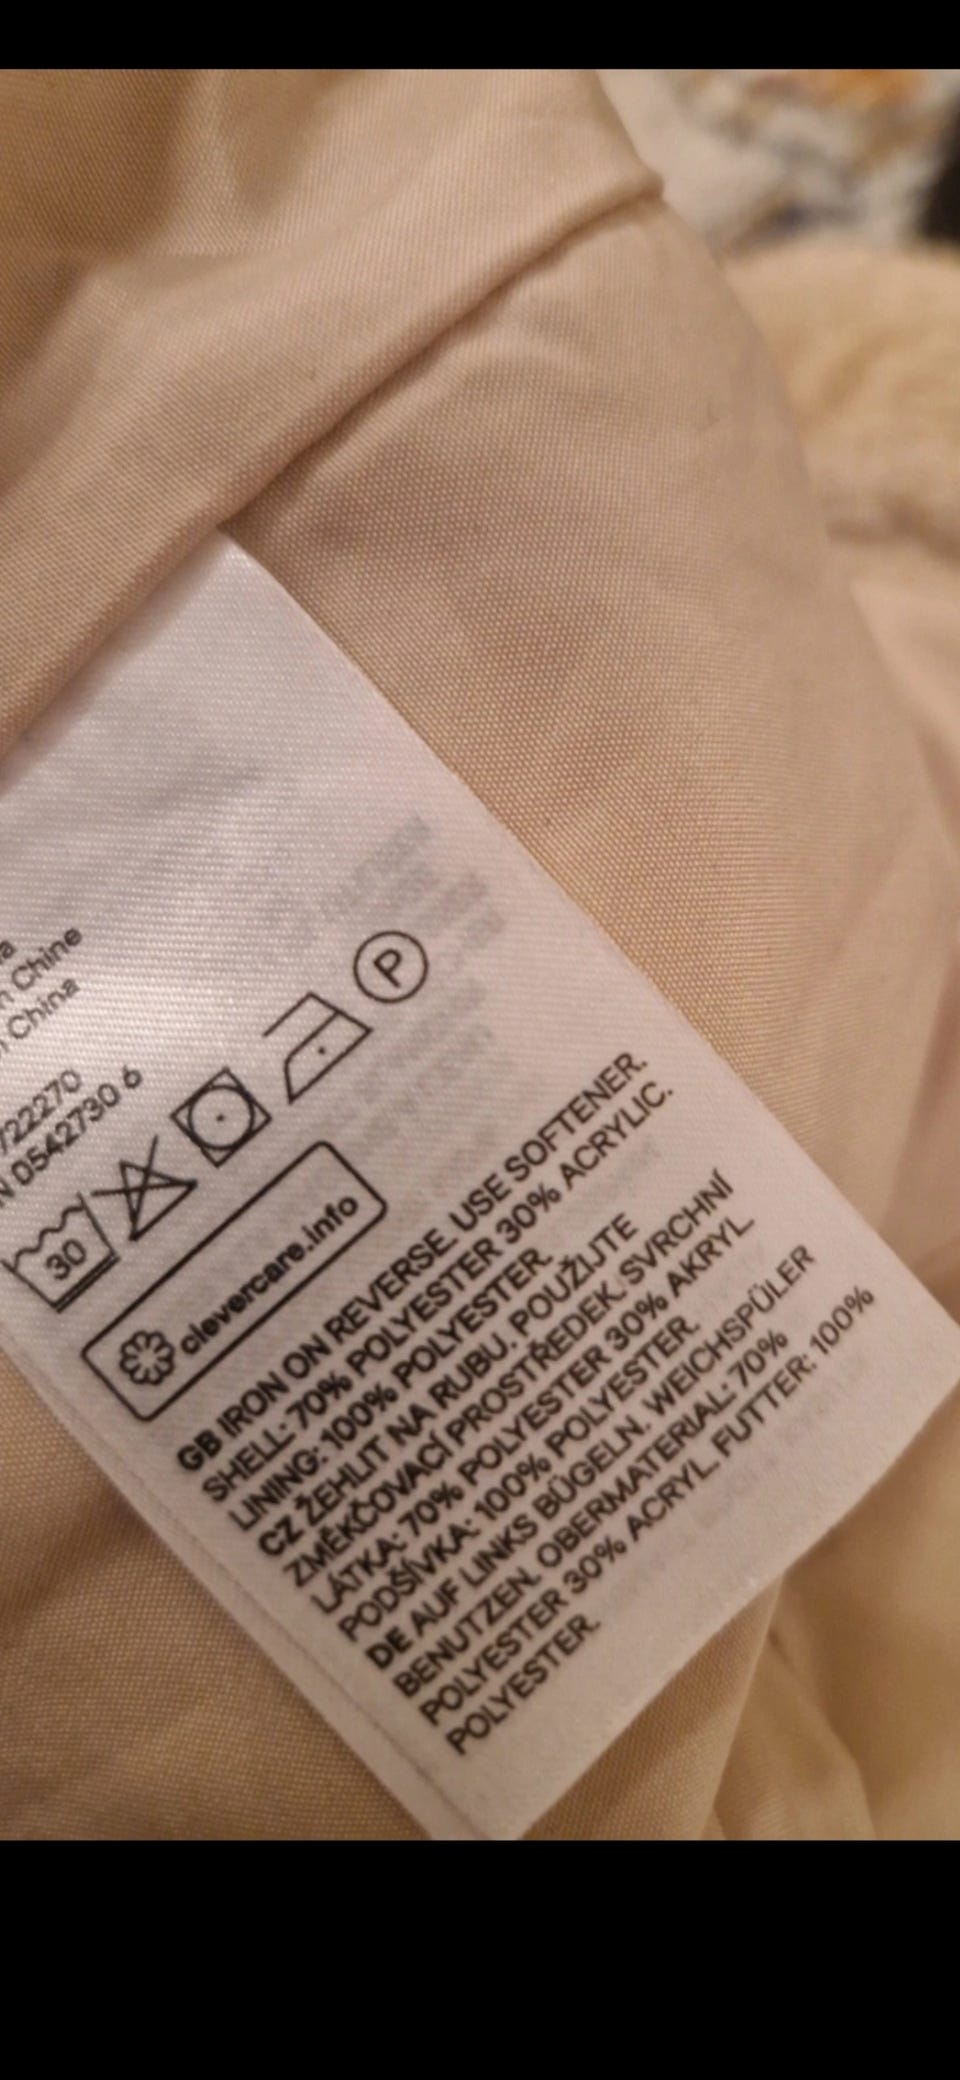 Chine
China
722270
D542730 6
30
P
clevercare.info
GB IRON ON REVERSE. USE SOFTENER.
SHELL: 70% POLYESTER 30% ACRYLIC.
LINING: 100% POLYESTER.
CZ ŽEHLIT NA RUBU. POUŽIJTE
ZMĚKČOVACÍ PROSTŘEDEK. SVRCHNÍ
LÁTKA: 70% POLYESTER 30% AKRYL
PODŠÍVKA: 100% POLYESTER.
DE AUF LINKS BÜGELN. WEICHSPÜLER
BENUTZEN. OBERMATERIAL: 70%
POLYESTER 30% ACRYL. FUTTER: 100%
POLYESTER.